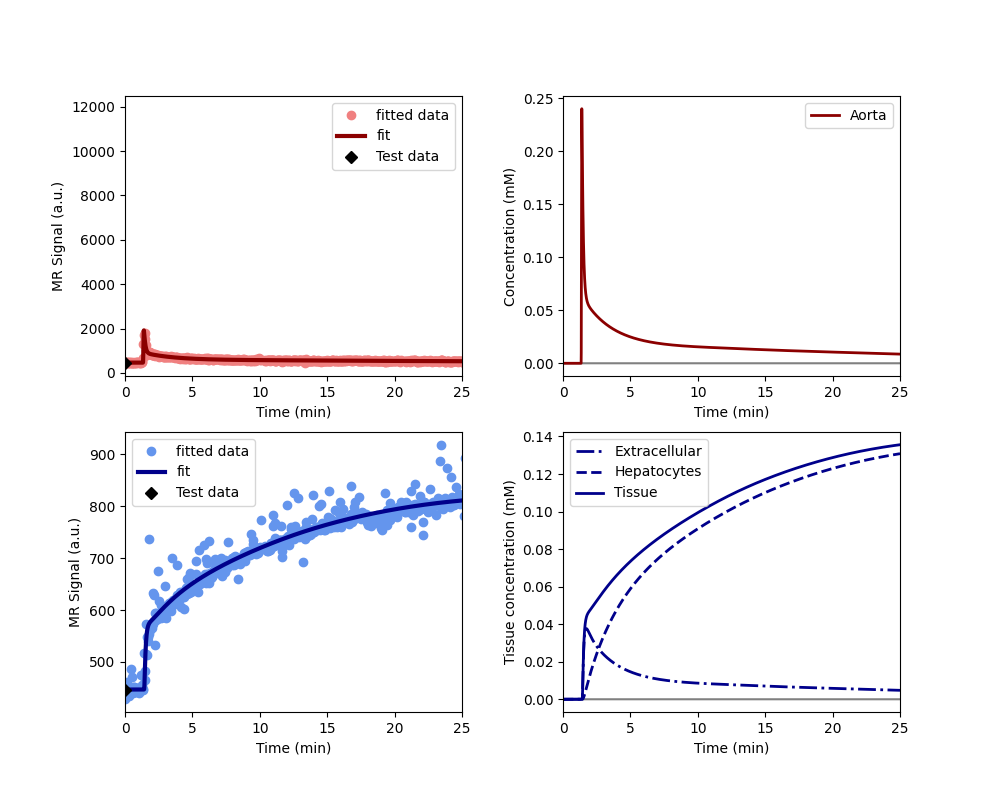 12000
10000
8000
6000
4000
2000
0
MR Signal (a.u.)
fitted data
fit
Test data
0 5 10 15 20 25
Time (min)
0.25
0.20
0.15
0.10
0.05
0.00
Concentration (mM)
Aorta
0 5 10 15 20 25
Time (min)
900
800
700
600
500
MR Signal (a.u.)
fitted data
fit
Test data
0 5 10 15 20 25
Time (min)
0.14
0.12
0.10
0.08
0.06
0.04
0.02
0.00
Tissue concentration (mM)
Extracellular
Hepatocytes
Tissue
0 5 10 15 20 25
Time (min)